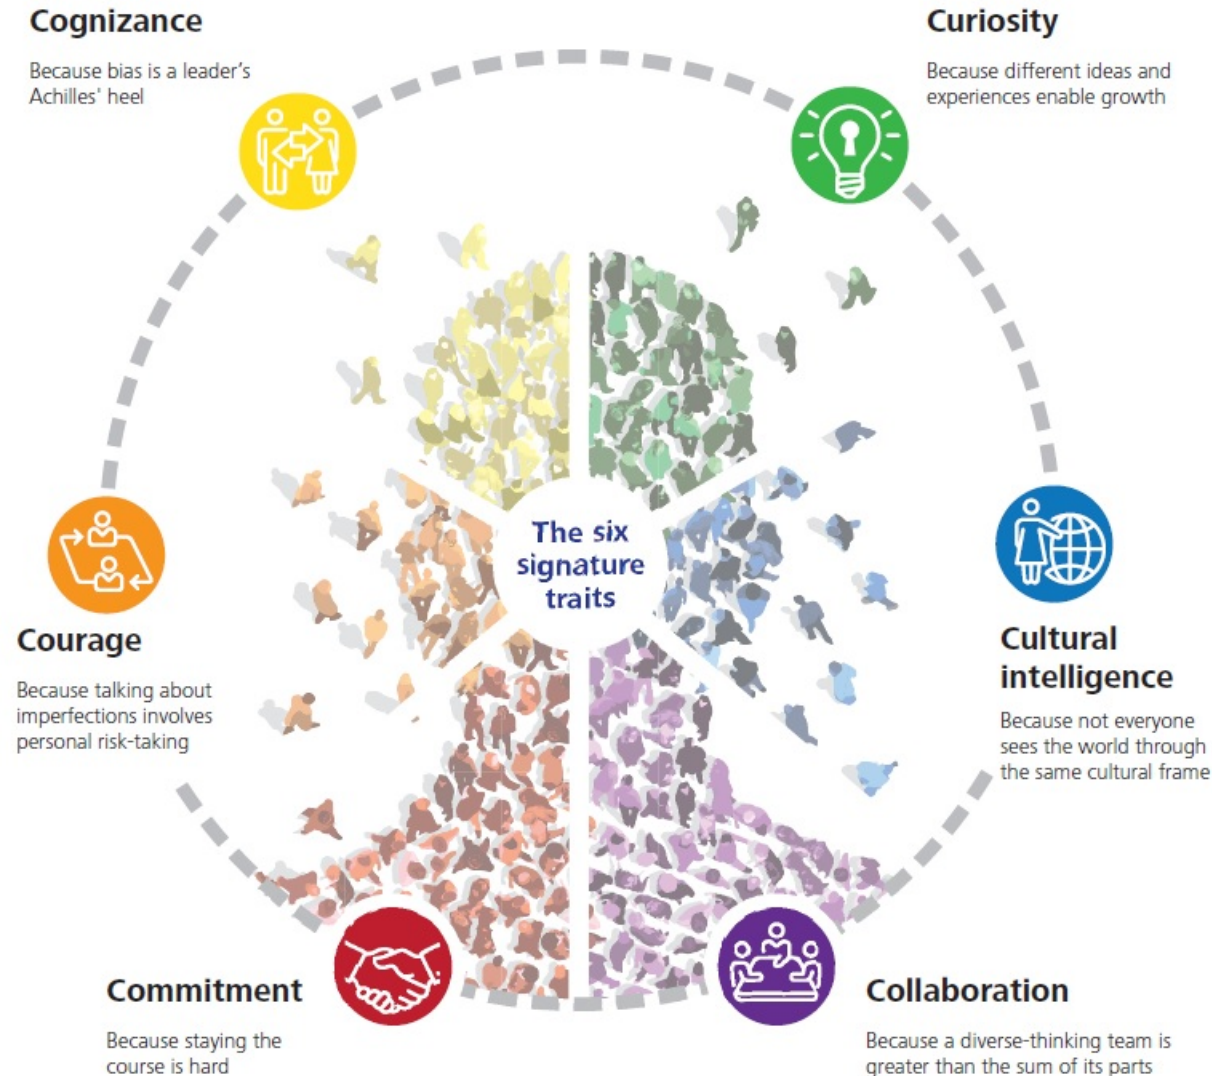 Cognizance
Because bias is a leader's
Achilles' heel
Curiosity
Because different ideas and
experiences enable growth
The six
signature
traits
Courage
Because talking about
imperfections involves
personal risk-taking
Cultural
intelligence
Because not everyone
sees the world through
the same cultural frame
Commitment
Because staying the
course is hard
Collaboration
Because a diverse-thinking team is
greater than the sum of its parts